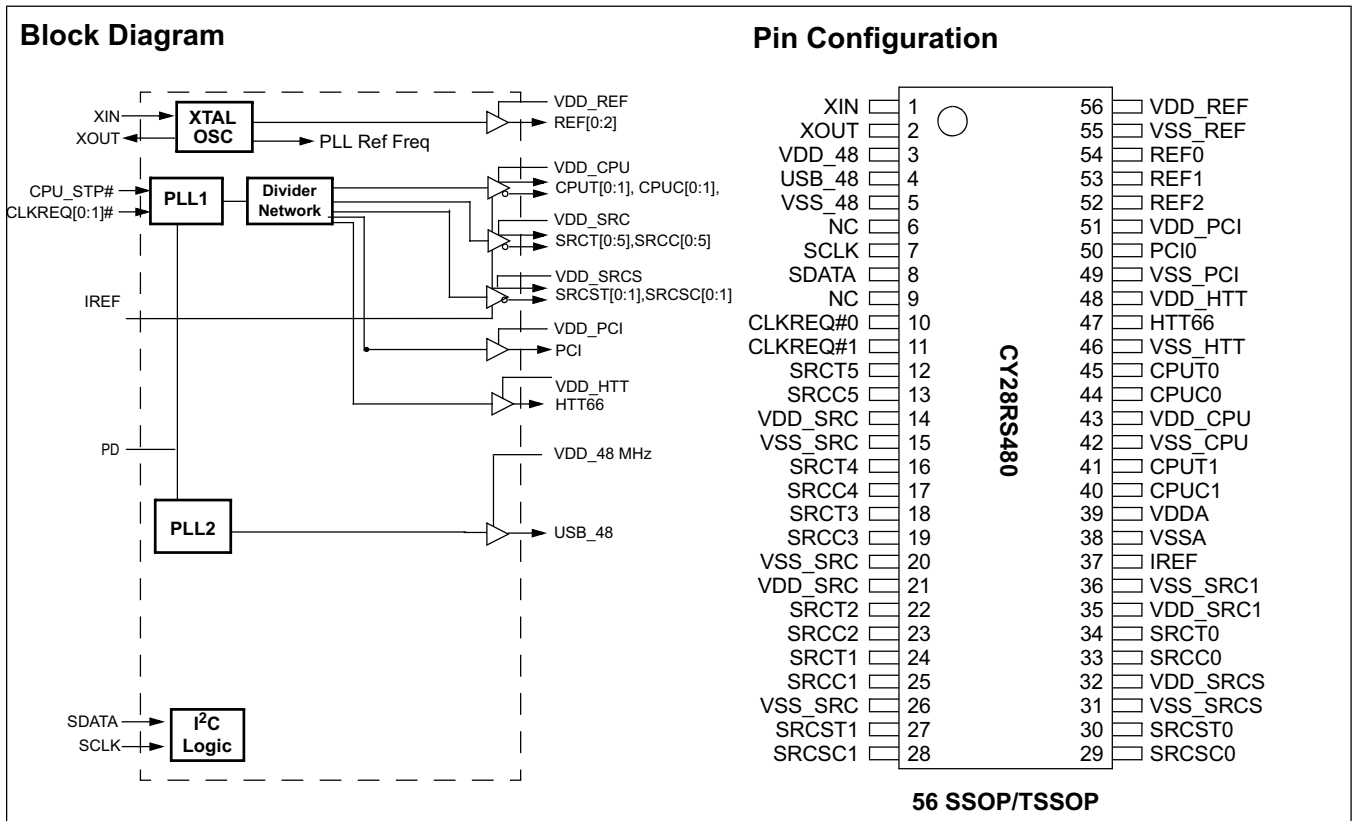 Block Diagram
XIN
XOUT
XTAL
OSC
VDD_REF
REF[0:2]
PLL Ref Freq
CPU_STP#
CLKREQ[0:1]#
PLL1
Divider
Network
VDD_CPU
CPUT[0:1], CPUC[0:1],
VDD_SRC
SRCT[0:5],SRCC[0:5]
VDD_SRCS
SRCST[0:1],SRCSC[0:1]
IREF
VDD_PCI
PCI
VDD_HTT
HTT66
PD
VDD_48 MHz
PLL2
USB_48
SDATA
SCLK
I2C
Logic
Pin Configuration
XIN 1 56 VDD_REF
XOUT 2 55 VSS_REF
VDD_48 3 54 REF0
USB_48 4 53 REF1
VSS_48 5 52 REF2
NC 6 51 VDD_PCI
SCLK 7 50 PCI0
SDATA 8 49 VSS_PCI
NC 9 48 VDD_HTT
CLKREQ#0 10 47 HTT66
CLKREQ#1 11 46 VSS_HTT
SRCT5 12 45 CPUT0
SRCC5 13 44 CPUC0
VDD_SRC 14 43 VDD_CPU
VSS_SRC 15 42 VSS_CPU
SRCT4 16 41 CPUT1
SRCC4 17 40 CPUC1
SRCT3 18 39 VDDA
SRCC3 19 38 VSSA
VSS_SRC 20 37 IREF
VDD_SRC 21 36 VSS_SRC1
SRCT2 22 35 VDD_SRC1
SRCC2 23 34 SRCT0
SRCT1 24 33 SRCC0
SRCC1 25 32 VDD_SRCS
VSS_SRC 26 31 VSS_SRCS
SRCST1 27 30 SRCST0
SRCSC1 28 29 SRCSC0
CY28RS480
56 SSOP/TSSOP